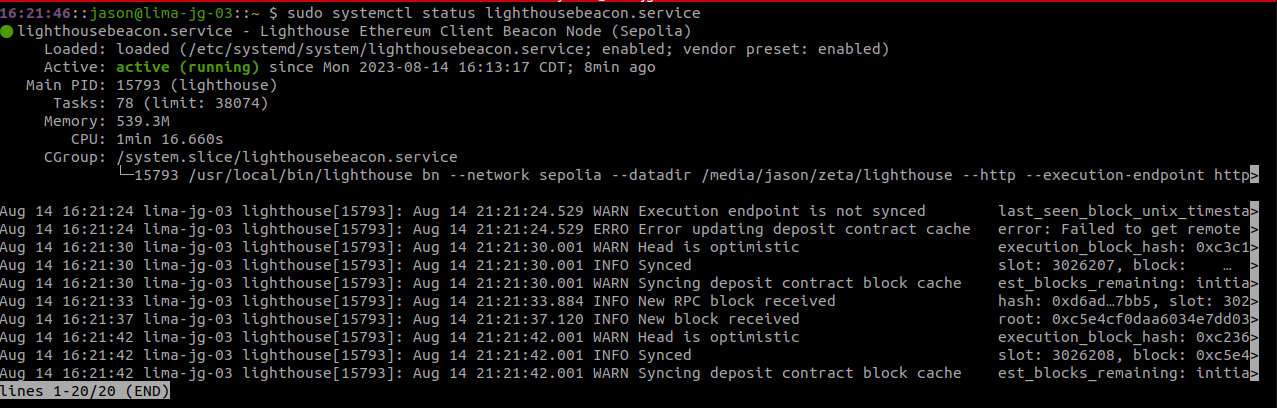 16:21:46::jason@lima-jg-03::~ $ sudo systemctl status lighthousebeacon.service
● lighthousebeacon.service - Lighthouse Ethereum Client Beacon Node (Sepolia)
Loaded: loaded (/etc/systemd/system/lighthousebeacon.service; enabled; vendor preset: enabled)
Active: active (running) since Mon 2023-08-14 16:13:17 CDT; 8min ago
Main PID: 15793 (lighthouse)
Tasks: 78 (limit: 38074)
Memory: 539.3M
CPU: 1min 16.660s
CGroup: /system.slice/lighthousebeacon.service
└─15793 /usr/local/bin/lighthouse bn --network sepolia --datadir /media/jason/zeta/lighthouse --http --execution-endpoint http>
Aug 14 16:21:24 lima-jg-03 lighthouse[15793]: Aug 14 21:21:24.529 WARN Execution endpoint is not synced last_seen_block_unix_timesta>
Aug 14 16:21:24 lima-jg-03 lighthouse[15793]: Aug 14 21:21:24.529 ERRO Error updating deposit contract cache error: Failed to get remote >
Aug 14 16:21:30 lima-jg-03 lighthouse[15793]: Aug 14 21:21:30.001 WARN Head is optimistic execution_block_hash: 0xc3c1>
Aug 14 16:21:30 lima-jg-03 lighthouse[15793]: Aug 14 21:21:30.001 INFO Synced slot: 3026207, block: … >
Aug 14 16:21:30 lima-jg-03 lighthouse[15793]: Aug 14 21:21:30.001 WARN Syncing deposit contract block cache est_blocks_remaining: initia>
Aug 14 16:21:33 lima-jg-03 lighthouse[15793]: Aug 14 21:21:33.884 INFO New RPC block received hash: 0xd6ad…7bb5, slot: 302>
Aug 14 16:21:37 lima-jg-03 lighthouse[15793]: Aug 14 21:21:37.120 INFO New block received root: 0xc5e4cf0daa6034e7dd03>
Aug 14 16:21:42 lima-jg-03 lighthouse[15793]: Aug 14 21:21:42.001 WARN Head is optimistic execution_block_hash: 0xc236>
Aug 14 16:21:42 lima-jg-03 lighthouse[15793]: Aug 14 21:21:42.001 INFO Synced slot: 3026208, block: 0xc5e4>
Aug 14 16:21:42 lima-jg-03 lighthouse[15793]: Aug 14 21:21:42.001 WARN Syncing deposit contract block cache est_blocks_remaining: initia>
lines 1-20/20 (END)